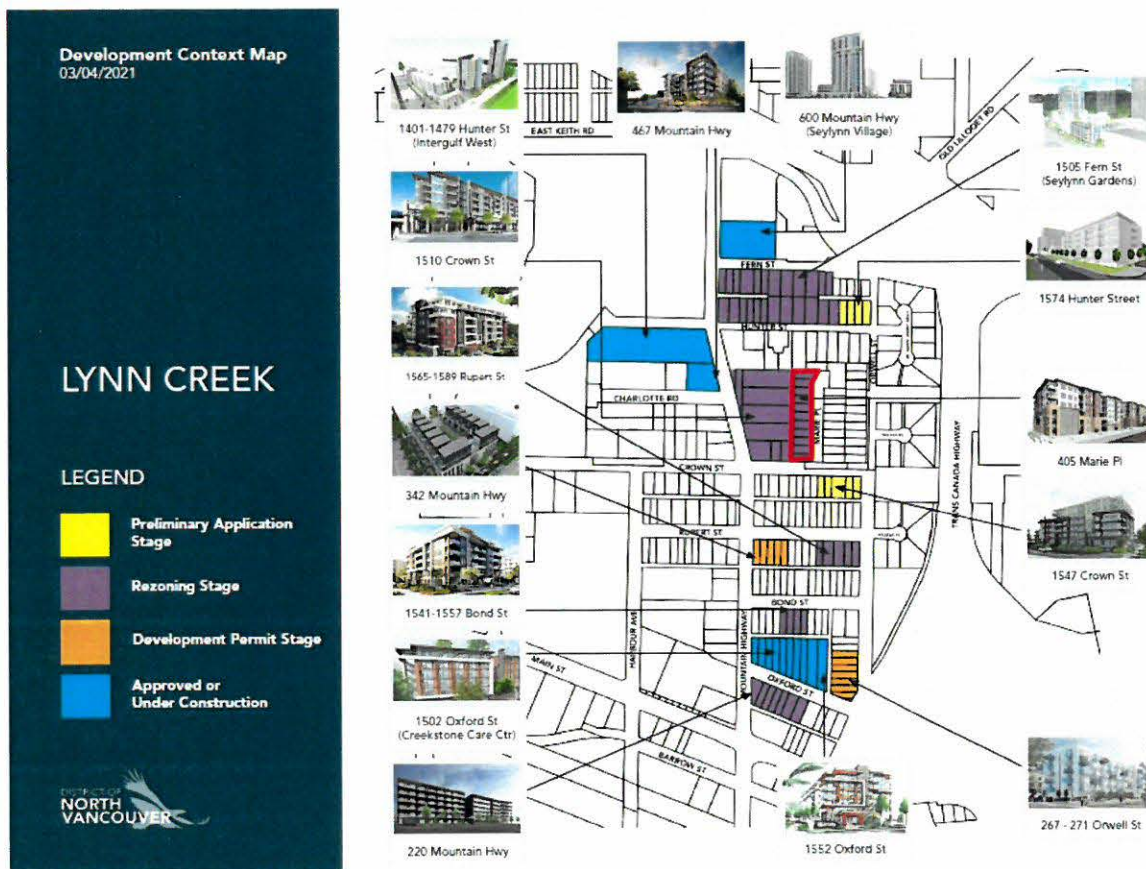 Development Context Map
03/04/2021
LYNN CREEK
LEGEND
Preliminary Application
Stage
Rezoning Stage
Development Permit Stage
Approved or
Under Construction
DISTRICT OF
NORTH
VANCOUVER
1401-1479 Hunter St
(Intergulf West)
467 Mountain Hwy
600 Mountain Hwy
(Seylynn Village)
1505 Fern St
(Seylynn Gardens)
1510 Crown St
1574 Hunter Street
1565-1589 Rupert St
405 Marie Pl
342 Mountain Hwy
1547 Crown St
1541-1557 Bond St
1502 Oxford St
(Creekstone Care Ctr)
220 Mountain Hwy
1552 Oxford St
267 - 271 Orwell St
EAST KEITH RD
OLD LILLOOET RD
FERN ST
HUNTER ST
CHARLOTTE RD
MARIE PL
CROWN ST
RUPERT ST
BOND ST
TRANS CANADA HIGHWAY
HARBOUR AVE
MOUNTAIN HIGHWAY
MAIN ST
OXFORD ST
BARROW ST